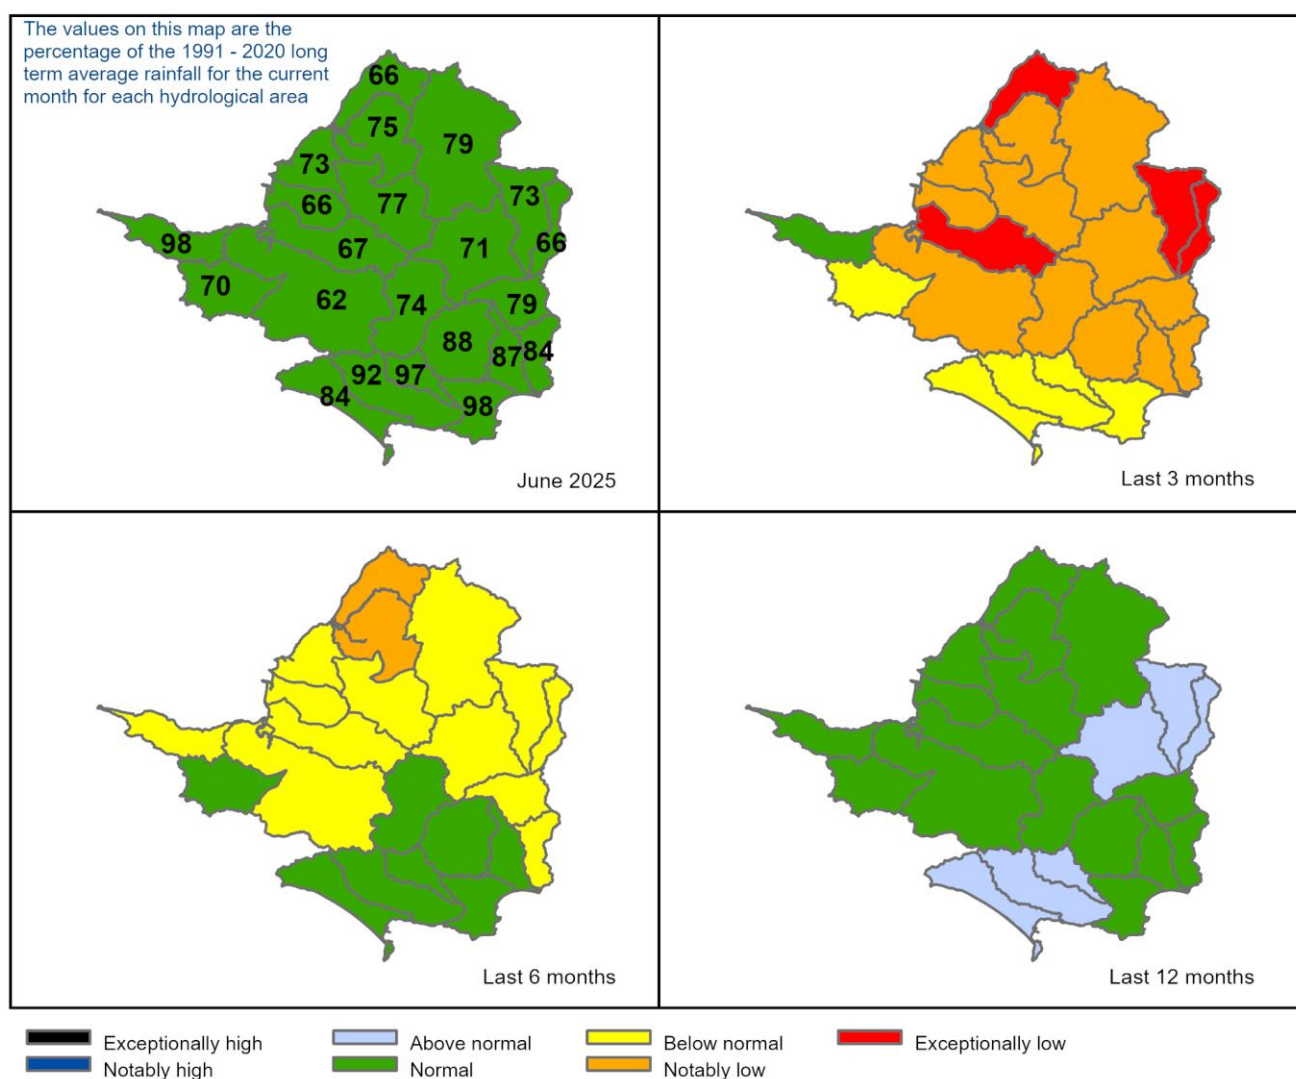 The values on this map are the
percentage of the 1991 - 2020 long
term average rainfall for the current
month for each hydrological area
66
75
79
73
73
66
77
98
67
71
66
70
62
74
79
88
87
84
92
97
84
98
June 2025
Last 3 months
Last 6 months
Last 12 months
Exceptionally high
Above normal
Below normal
Exceptionally low
Notably high
Normal
Notably low